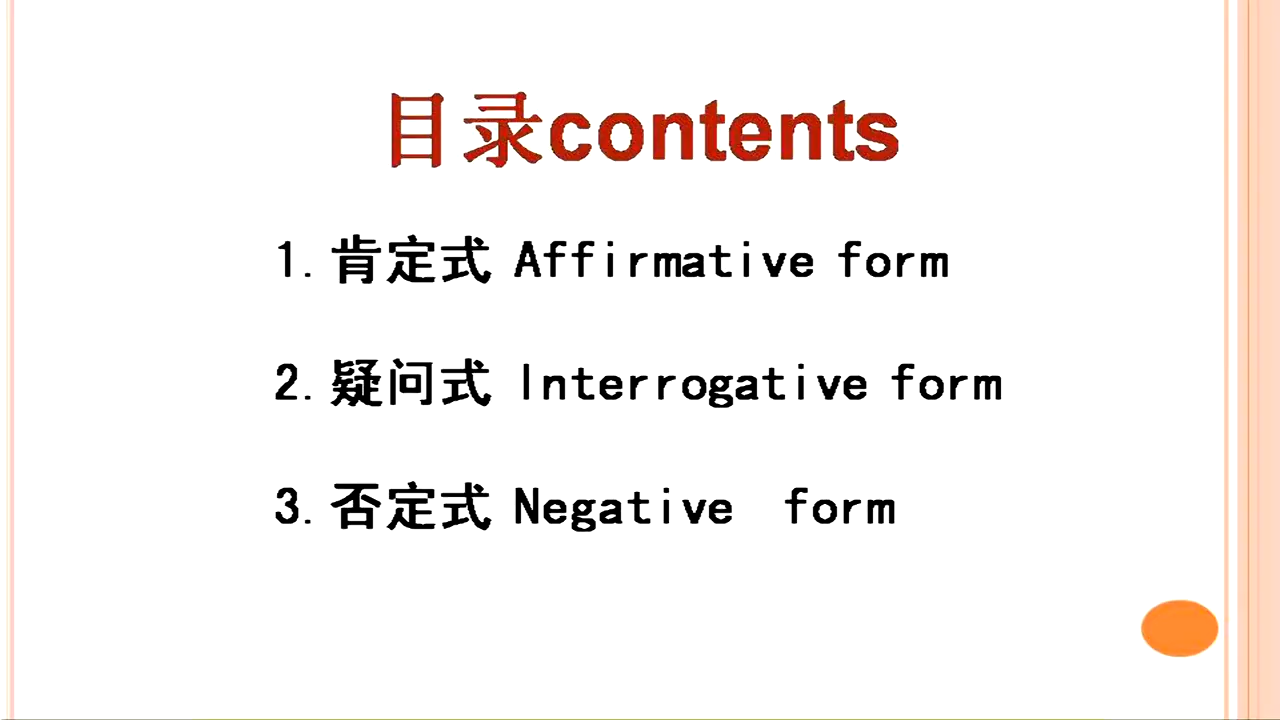 目录contents
1.肯定式 Affirmative form
2.疑问式 Interrogative form
3.否定式 Negative form